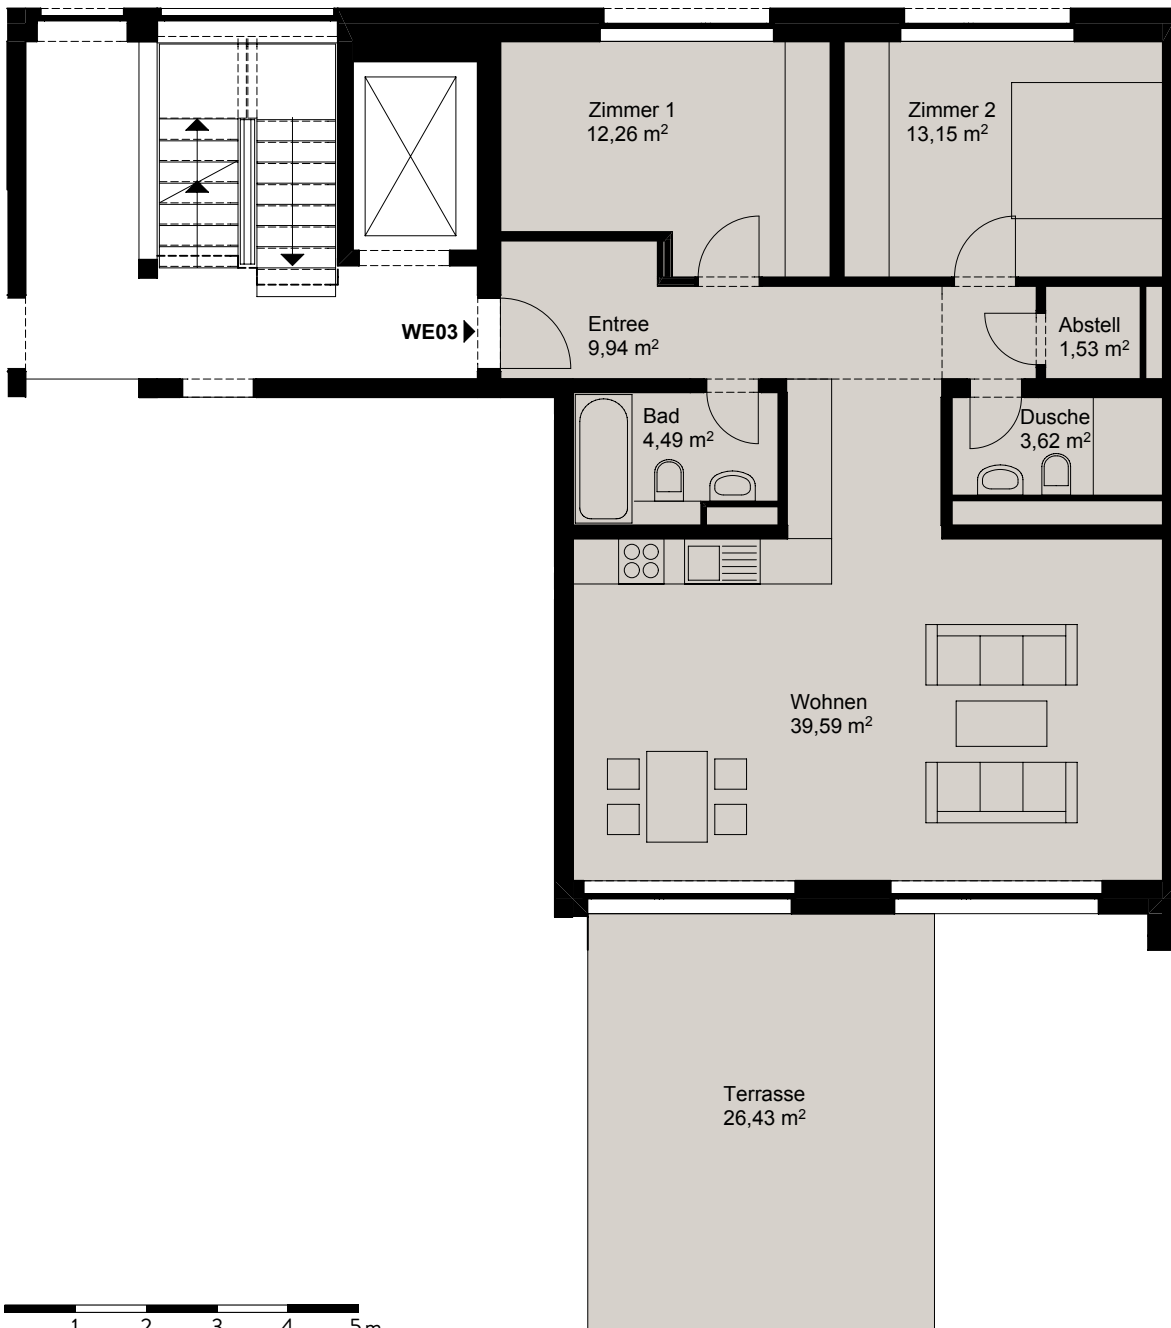 Zimmer 1
12,26 m²
Zimmer 2
13,15 m²
WE03
Entree
9,94 m²
Abstell
1,53 m²
Bad
4,49 m²
Dusche
3,62 m²
Wohnen
39,59 m²
Terrasse
26,43 m²
1 2 3 4 5 m